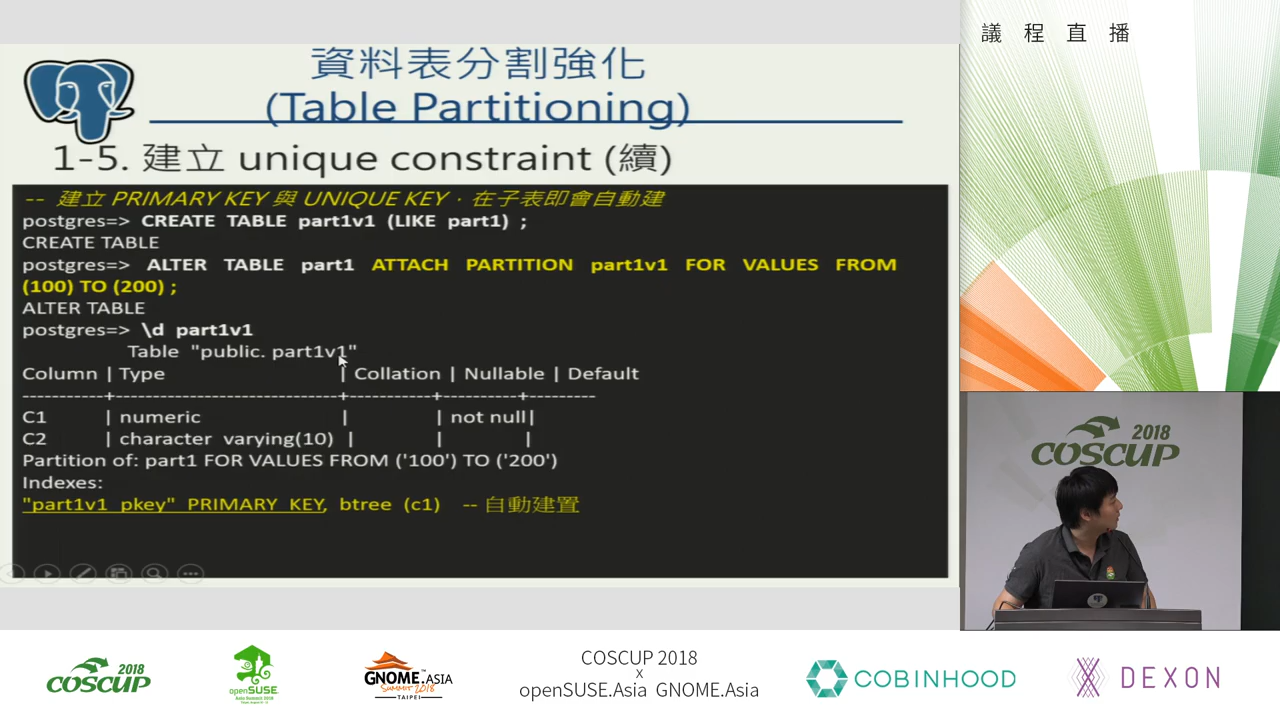 議程直播
資料表分割強化
(Table Partitioning)
1-5. 建立 unique constraint (續)
-- 建立 PRIMARY KEY 與 UNIQUE KEY，在子表即會自動建
postgres=> CREATE TABLE part1v1 (LIKE part1) ;
CREATE TABLE
postgres=> ALTER TABLE part1 ATTACH PARTITION part1v1 FOR VALUES FROM
(100) TO (200) ;
ALTER TABLE
postgres=> \d part1v1
Table "public. part1v1"
Column | Type | Collation | Nullable | Default
-----------+------------------------------+-----------+----------+---------
C1 | numeric | | not null|
C2 | character varying(10) | | |
Partition of: part1 FOR VALUES FROM ('100') TO ('200')
Indexes:
"part1v1_pkey" PRIMARY KEY, btree (c1) -- 自動建置
2018
COSCUP
2018
COSCUP
openSUSE
GNOME.ASIA
SUMMIT 2018
TAIPEI
COSCUP 2018
x
openSUSE.Asia GNOME.Asia
COBINHOOD
DEXON